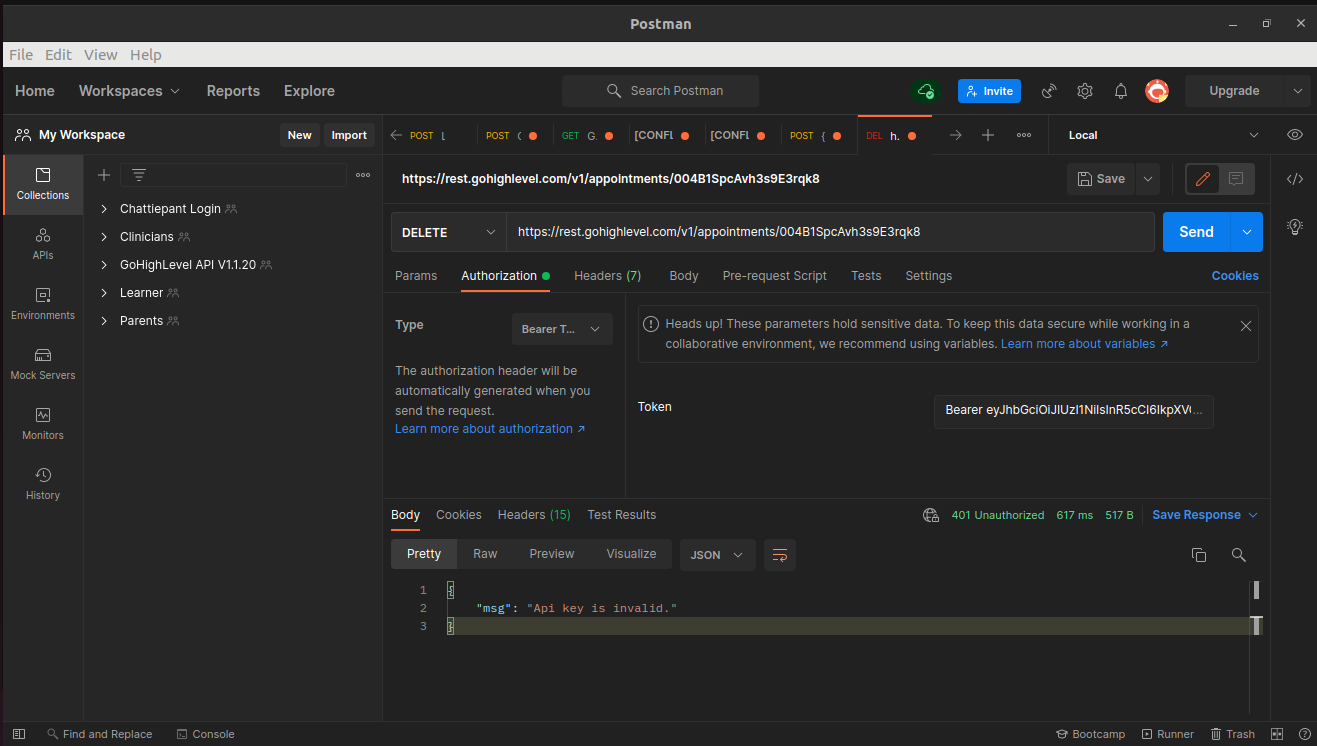 Postman
File Edit View Help
Home Workspaces Reports Explore Search Postman Invite Upgrade
My Workspace New Import POST POST GET G. [CONFL [CONFL POST { DEL h. Local
Collections
APIs
Environments
Mock Servers
Monitors
History
Chattiepant Login
Clinicians
GoHighLevel API V1.1.20
Learner
Parents
https://rest.gohighlevel.com/v1/appointments/004B1SpcAvh3s9E3rqk8 Save
DELETE https://rest.gohighlevel.com/v1/appointments/004B1SpcAvh3s9E3rqk8 Send
Params Authorization Headers (7) Body Pre-request Script Tests Settings Cookies
Type Bearer T...
The authorization header will be
automatically generated when you
send the request.
Learn more about authorization ↗
Heads up! These parameters hold sensitive data. To keep this data secure while working in a
collaborative environment, we recommend using variables. Learn more about variables ↗
Token Bearer eyJhbGciOiJIUzI1NiIsInR5cCI6IkpXV...
Body Cookies Headers (15) Test Results 401 Unauthorized 617 ms 517 B Save Response
Pretty Raw Preview Visualize JSON
1 {
2 "msg": "Api key is invalid."
3 }
Find and Replace Console Bootcamp Runner Trash